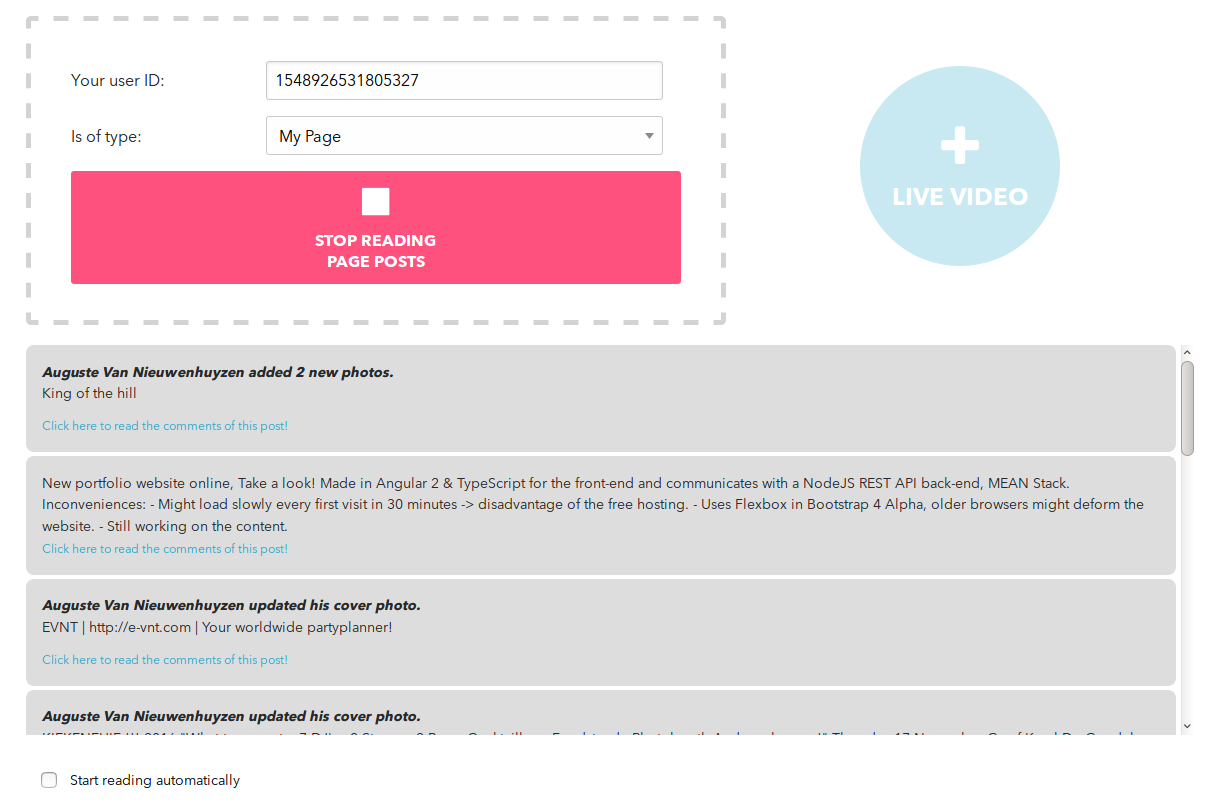 Your user ID:
1548926531805327
Is of type:
My Page
STOP READING
PAGE POSTS
LIVE VIDEO
Auguste Van Nieuwenhuyzen added 2 new photos.
King of the hill
Click here to read the comments of this post!
New portfolio website online, Take a look! Made in Angular 2 & TypeScript for the front-end and communicates with a NodeJS REST API back-end, MEAN Stack.
Inconveniences: - Might load slowly every first visit in 30 minutes -> disadvantage of the free hosting. - Uses Flexbox in Bootstrap 4 Alpha, older browsers might deform the
website. - Still working on the content.
Click here to read the comments of this post!
Auguste Van Nieuwenhuyzen updated his cover photo.
EVNT | http://e-vnt.com | Your worldwide partyplanner!
Click here to read the comments of this post!
Auguste Van Nieuwenhuyzen updated his cover photo.
Start reading automatically